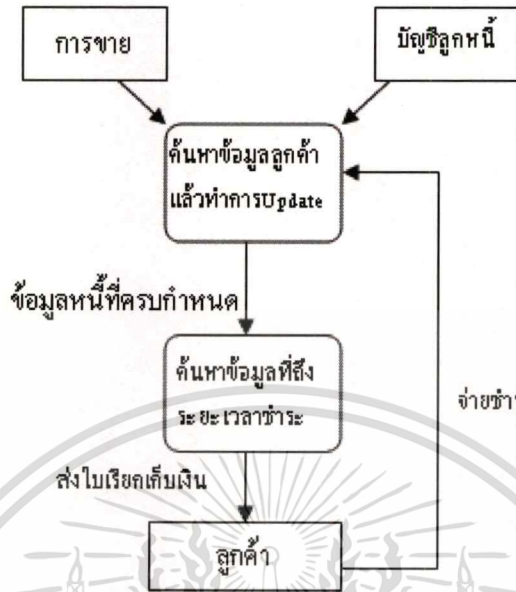 การขาย
บัญชีลูกหนี้
ค้นหาข้อมูลลูกค้า
แล้วทำการUpdate
ข้อมูลหนี้ที่ครบกำหนด
ค้นหาข้อมูลที่ถึง
ระยะเวลาชำระ
จ่ายชำ
ส่งใบเรียกเก็บเงิน
ลูกค้า